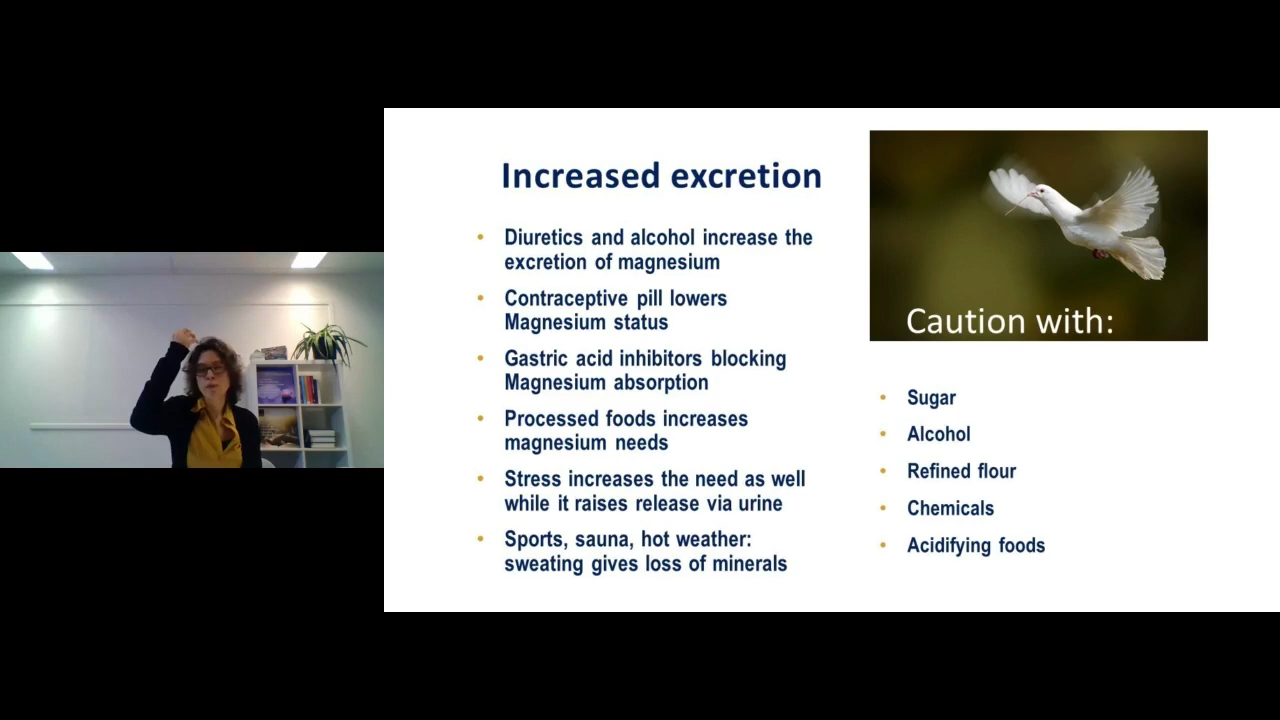 Increased excretion
• Diuretics and alcohol increase the
excretion of magnesium
• Contraceptive pill lowers
Magnesium status
• Gastric acid inhibitors blocking
Magnesium absorption
• Processed foods increases
magnesium needs
• Stress increases the need as well
while it raises release via urine
• Sports, sauna, hot weather:
sweating gives loss of minerals
Caution with:
• Sugar
• Alcohol
• Refined flour
• Chemicals
• Acidifying foods